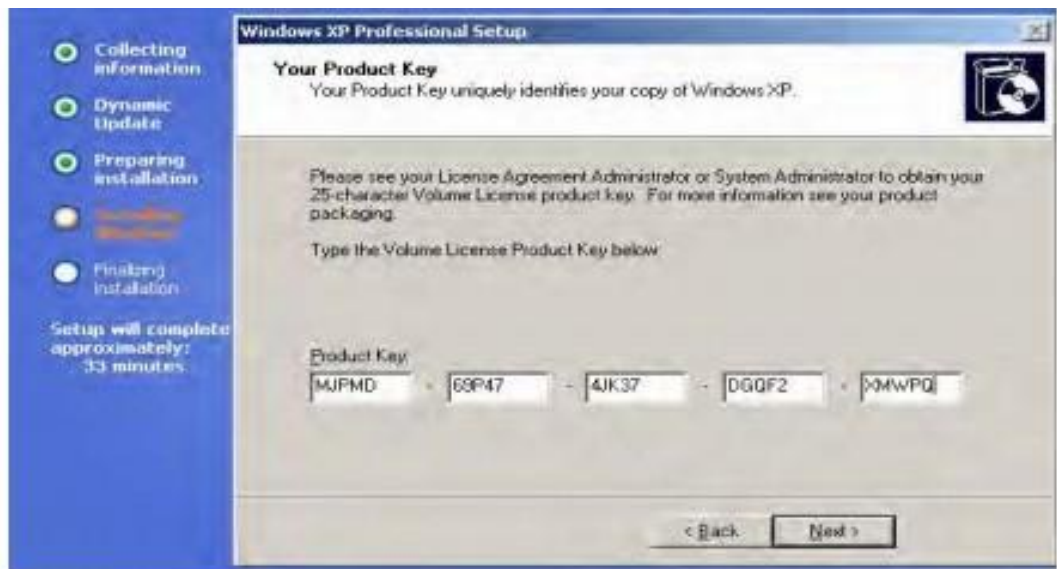 Windows XP Professional Setup
Collecting
information
Dynamic
Update
Preparing
installation
Installing
Windows
Finalizing
installation
Setup will complete
approximately:
33 minutes
Your Product Key
Your Product Key uniquely identifies your copy of Windows XP.
Please see your License Agreement Administrator or System Administrator to obtain your
25-character Volume License product key. For more information see your product
packaging.
Type the Volume License Product Key below:
Product Key:
MJPMD - 69P47 - 4JK37 - DGQF2 - XMWPQ
< Back Next >